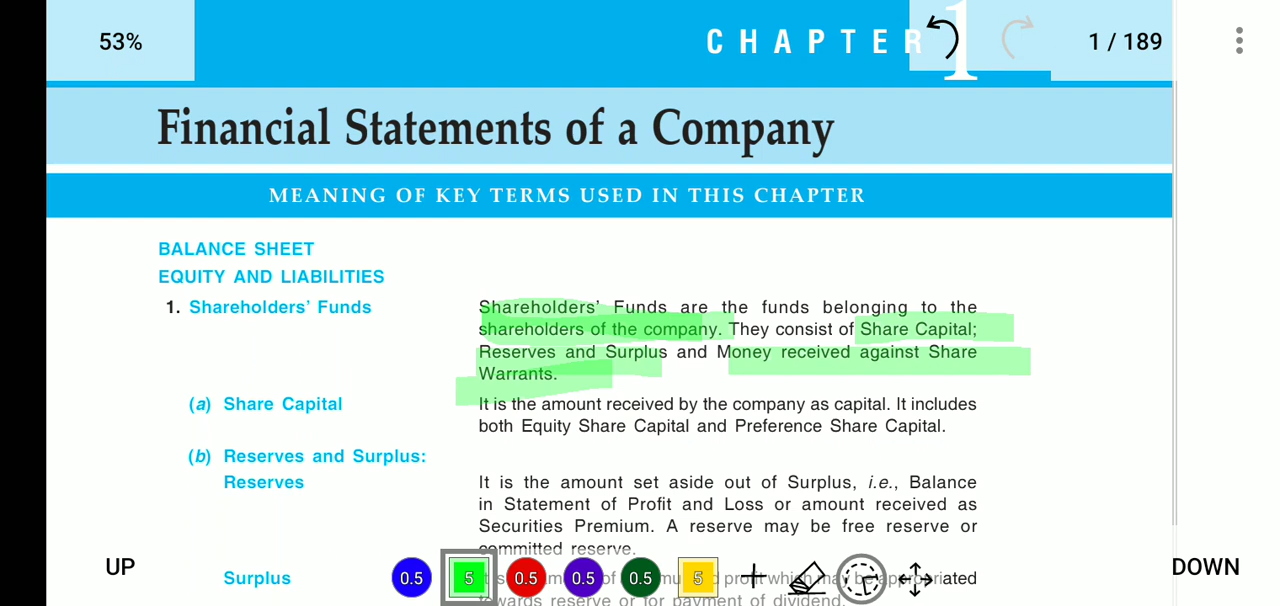 53%
CHAPTER 1
1 / 189
Financial Statements of a Company
MEANING OF KEY TERMS USED IN THIS CHAPTER
BALANCE SHEET
EQUITY AND LIABILITIES
1. Shareholders' Funds
Shareholders' Funds are the funds belonging to the
shareholders of the company. They consist of Share Capital;
Reserves and Surplus and Money received against Share
Warrants.
(a) Share Capital
It is the amount received by the company as capital. It includes
both Equity Share Capital and Preference Share Capital.
(b) Reserves and Surplus:
Reserves
It is the amount set aside out of Surplus, i.e., Balance
in Statement of Profit and Loss or amount received as
Securities Premium. A reserve may be free reserve or
committed reserve.
Surplus
profit which may be appropriated
towards reserve or for payment of dividend.
UP
0.5
5
0.5
0.5
0.5
5
DOWN